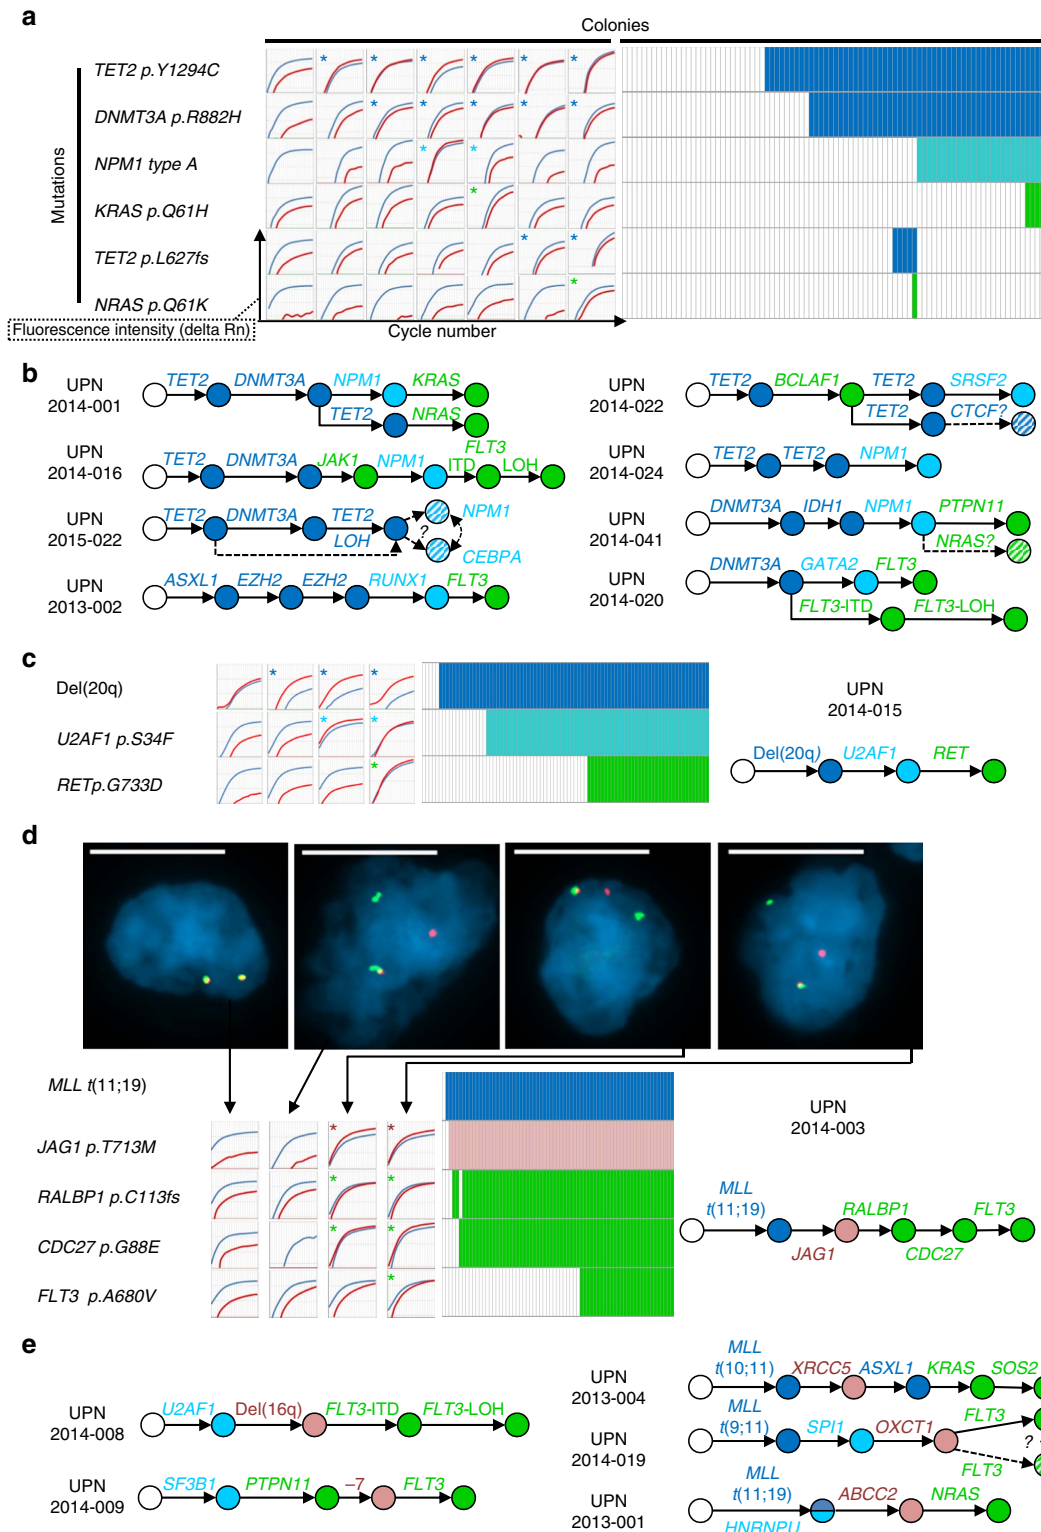 a
Colonies
Mutations
TET2 p.Y1294C
DNMT3A p.R882H
NPM1 type A
KRAS p.Q61H
TET2 p.L627fs
NRAS p.Q61K
Fluorescence intensity (delta Rn)
Cycle number
b
UPN
2014-001
TET2 DNMT3A NPM1 KRAS
TET2 NRAS
UPN
2014-016
TET2 DNMT3A JAK1 NPM1 FLT3
ITD LOH
UPN
2015-022
TET2 DNMT3A TET2
LOH
?
NPM1
CEBPA
UPN
2013-002
ASXL1 EZH2 EZH2 RUNX1 FLT3
UPN
2014-022
TET2 BCLAF1 TET2 SRSF2
TET2 CTCF?
UPN
2014-024
TET2 TET2 NPM1
UPN
2014-041
DNMT3A IDH1 NPM1 PTPN11
NRAS?
UPN
2014-020
DNMT3A GATA2 FLT3
FLT3-ITD FLT3-LOH
c
Del(20q)
U2AF1 p.S34F
RETp.G733D
UPN
2014-015
Del(20q) U2AF1 RET
d
MLL t(11;19)
JAG1 p.T713M
RALBP1 p.C113fs
CDC27 p.G88E
FLT3 p.A680V
UPN
2014-003
MLL
t(11;19) RALBP1 FLT3
JAG1 CDC27
e
UPN
2014-008
U2AF1 Del(16q) FLT3-ITD FLT3-LOH
UPN
2014-009
SF3B1 PTPN11 –7 FLT3
UPN
2013-004
MLL
t(10;11) XRCC5 ASXL1 KRAS SOS2
UPN
2014-019
MLL
t(9;11) SPI1 OXCT1 FLT3
?
FLT3
UPN
2013-001
MLL
t(11;19) ABCC2 NRAS
HNRNPU